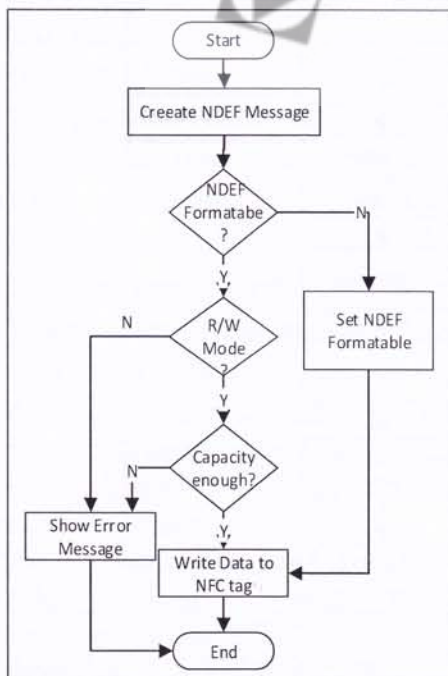 Start
Creeate NDEF Message
NDEF
Formatabe
?
N
Y
Set NDEF
Formatable
N
R/W
Mode
?
Y
Capacity
enough?
N
Y
Show Error
Message
Write Data to
NFC tag
End